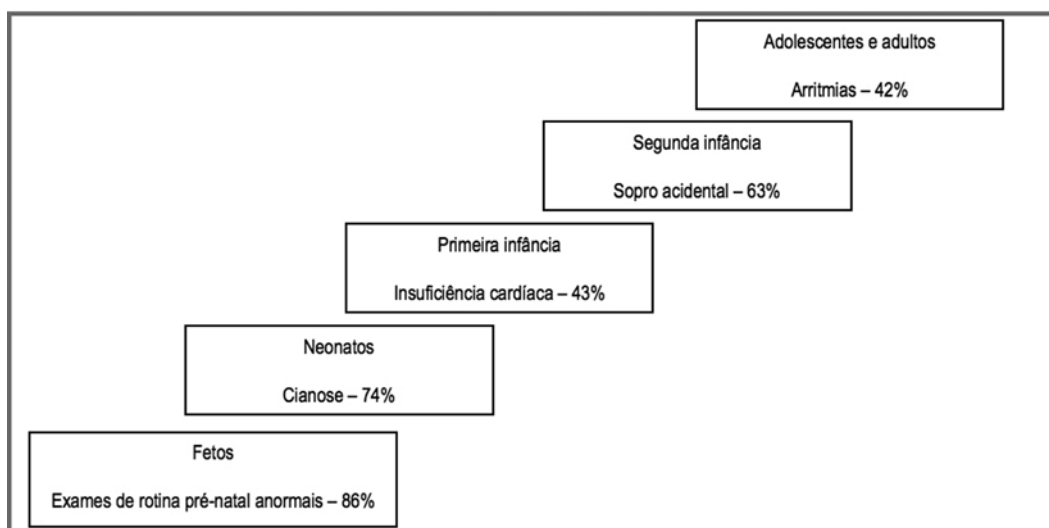 Adolescentes e adultos
Arritmias – 42%
Segunda infância
Sopro acidental – 63%
Primeira infância
Insuficiência cardíaca – 43%
Neonatos
Cianose – 74%
Fetos
Exames de rotina pré-natal anormais – 86%